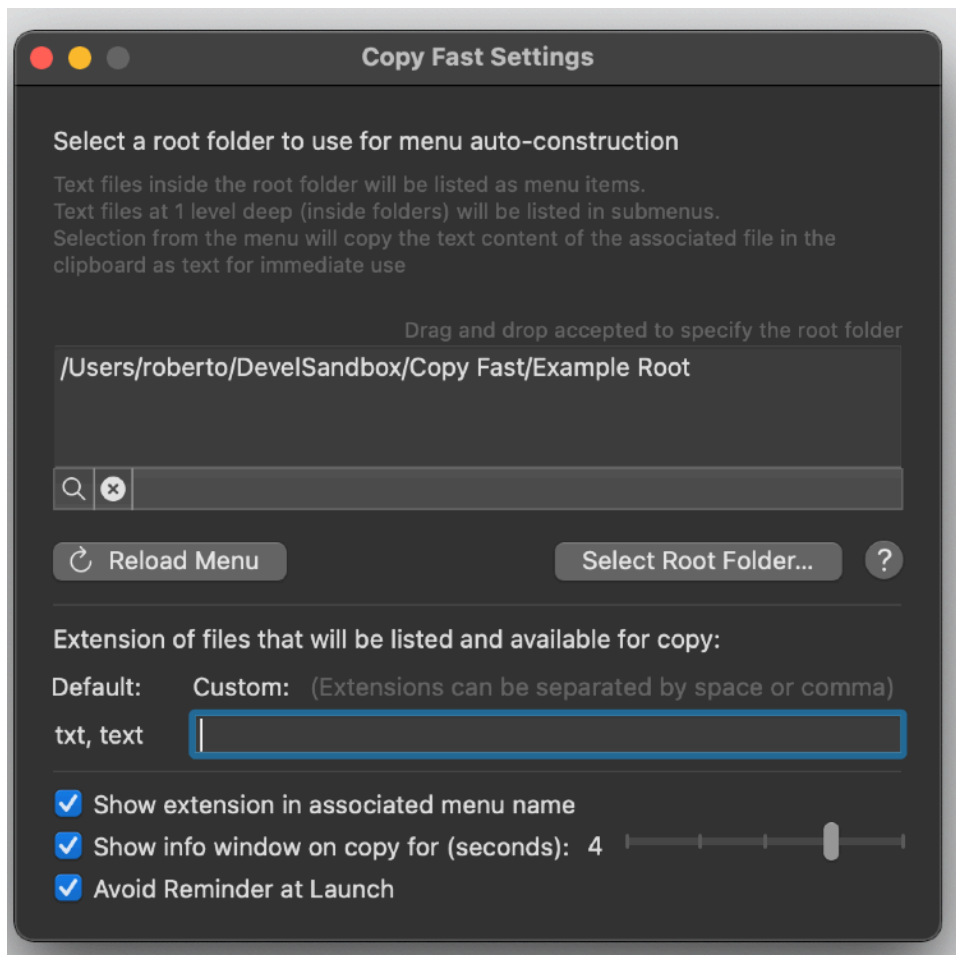 Copy Fast Settings
Select a root folder to use for menu auto-construction
Text files inside the root folder will be listed as menu items.
Text files at 1 level deep (inside folders) will be listed in submenus.
Selection from the menu will copy the text content of the associated file in the
clipboard as text for immediate use
Drag and drop accepted to specify the root folder
/Users/roberto/DevelSandbox/Copy Fast/Example Root
Reload Menu Select Root Folder... ?
Extension of files that will be listed and available for copy:
Default: Custom: (Extensions can be separated by space or comma)
txt, text
Show extension in associated menu name
Show info window on copy for (seconds): 4
Avoid Reminder at Launch